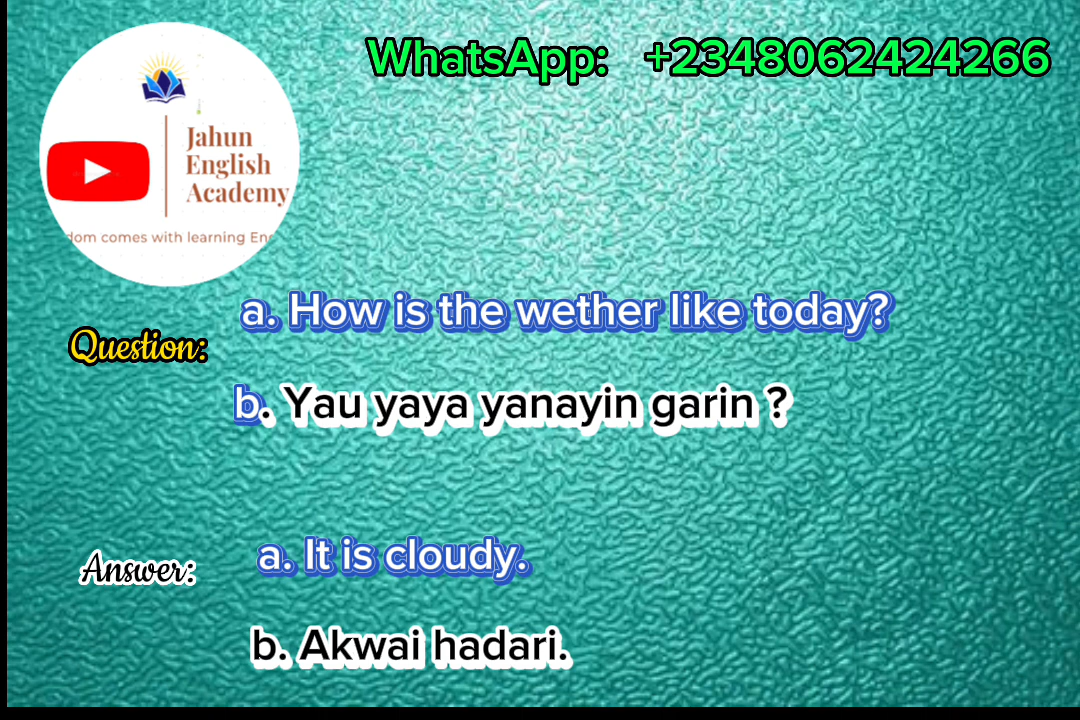 WhatsApp: +2348062424266
Jahun
English
Academy
dom comes with learning En
a. How is the wether like today?
Question:
b. Yau yaya yanayin garin ?
a. It is cloudy.
Answer:
b. Akwai hadari.